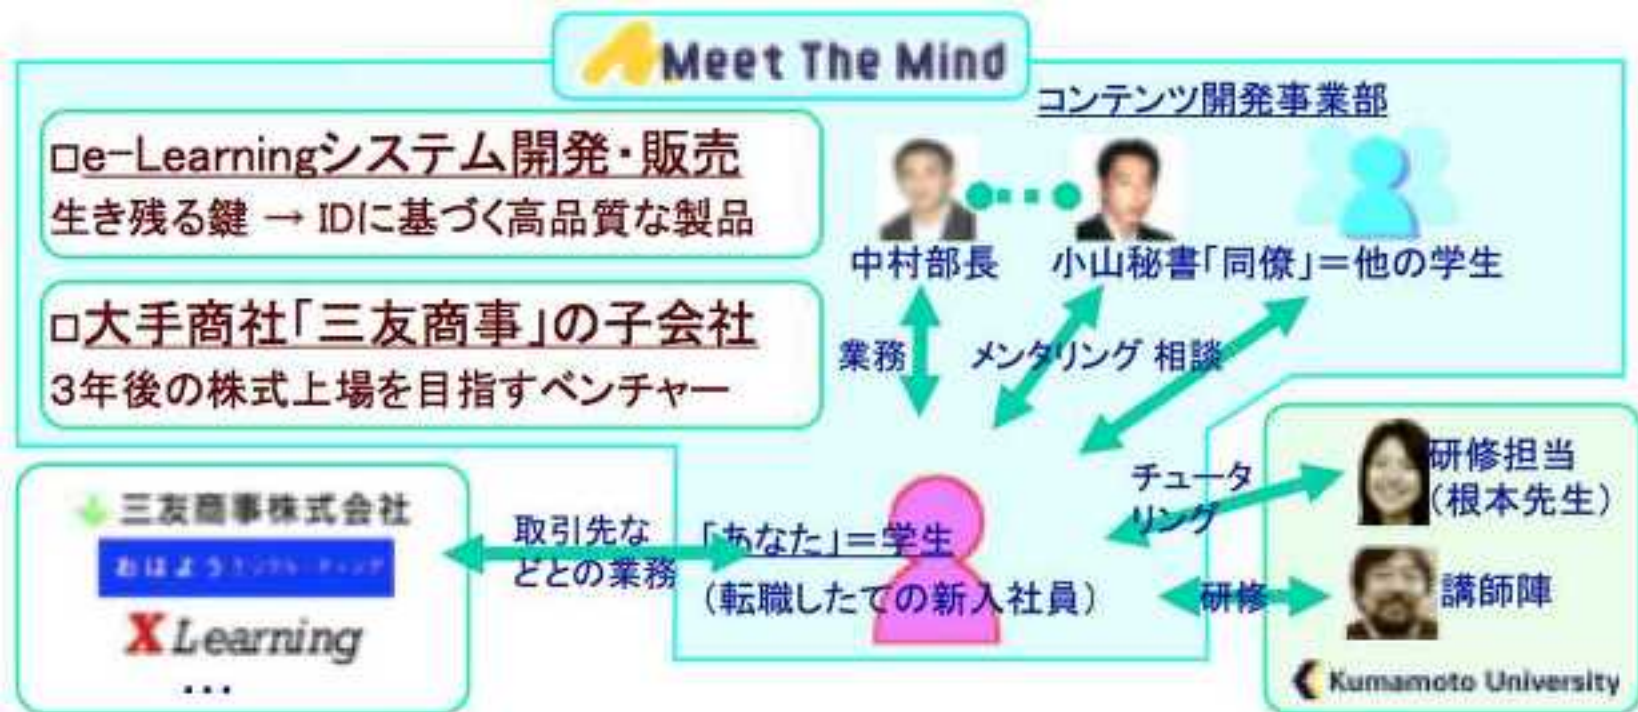 Meet The Mind
コンテンツ開発事業部
□e-Learningシステム開発・販売
生き残る鍵 → IDに基づく高品質な製品
□大手商社「三友商事」の子会社
3年後の株式上場を目指すベンチャー
中村部長
小山秘書
「同僚」=他の学生
業務
メンタリング
相談
三友商事株式会社
おはよう
X Learning
...
取引先な
どとの業務
「あなた」=学生
(転職したての新入社員)
チュータ
リング
研修
研修担当
(根本先生)
講師陣
Kumamoto University